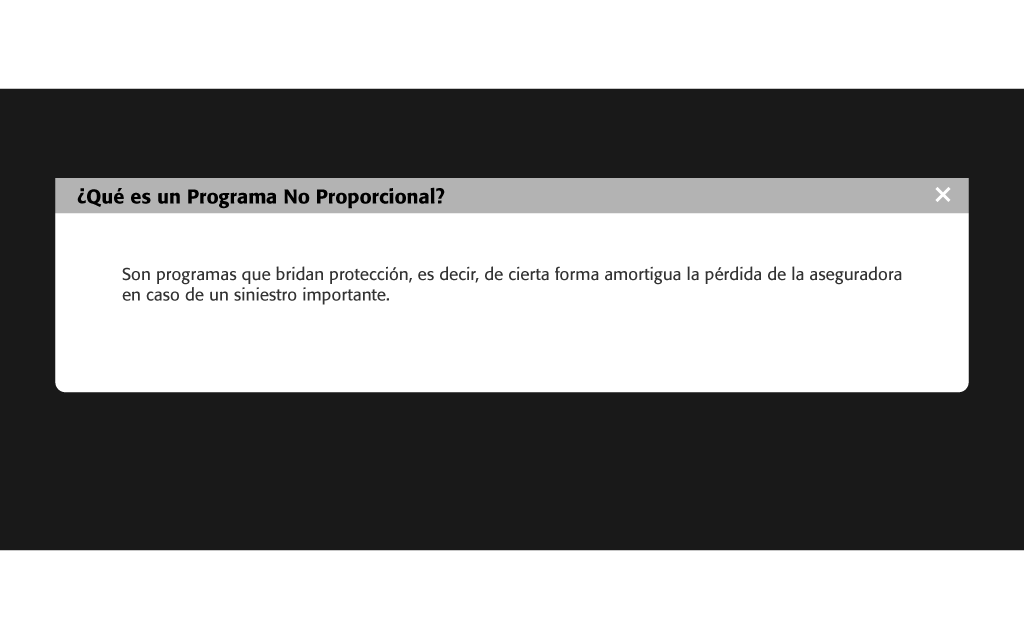 ¿Qué es un Programa No Proporcional?
Son programas que bridan protección, es decir, de cierta forma amortigua la pérdida de la aseguradora
en caso de un siniestro importante.